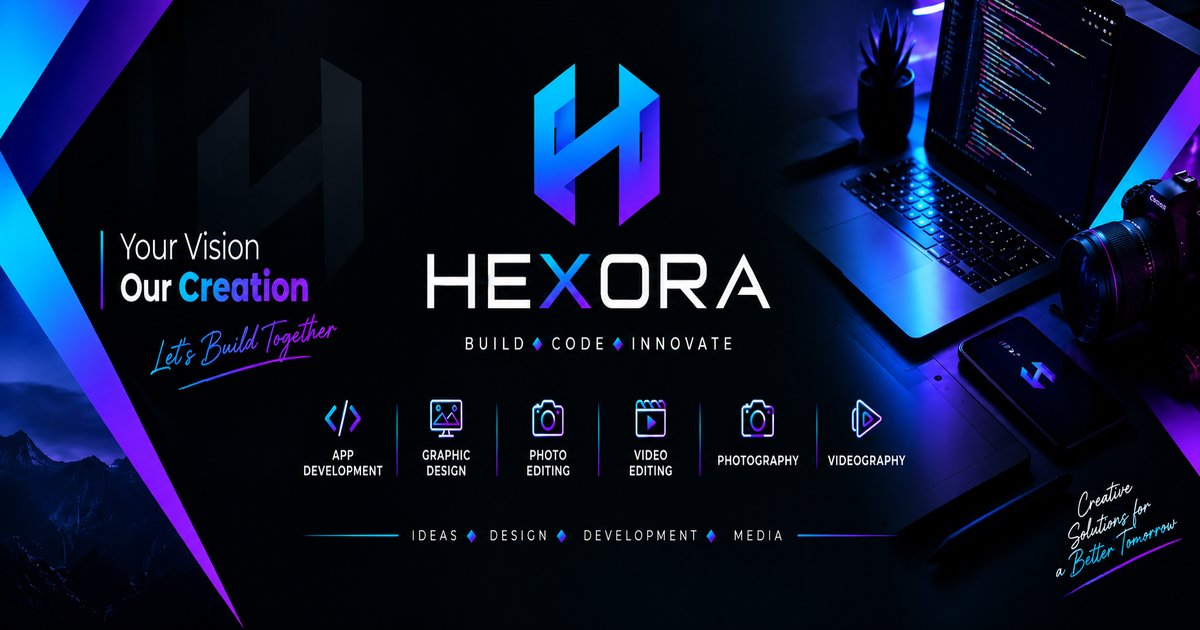 Your Vision
Our Creation
Let's Build Together
HEXORA
BUILD ◆ CODE ◆ INNOVATE
APP
DEVELOPMENT
GRAPHIC
DESIGN
PHOTO
EDITING
VIDEO
EDITING
PHOTOGRAPHY
VIDEOGRAPHY
IDEAS ◆ DESIGN ◆ DEVELOPMENT ◆ MEDIA
Creative
Solutions for
a Better Tomorrow